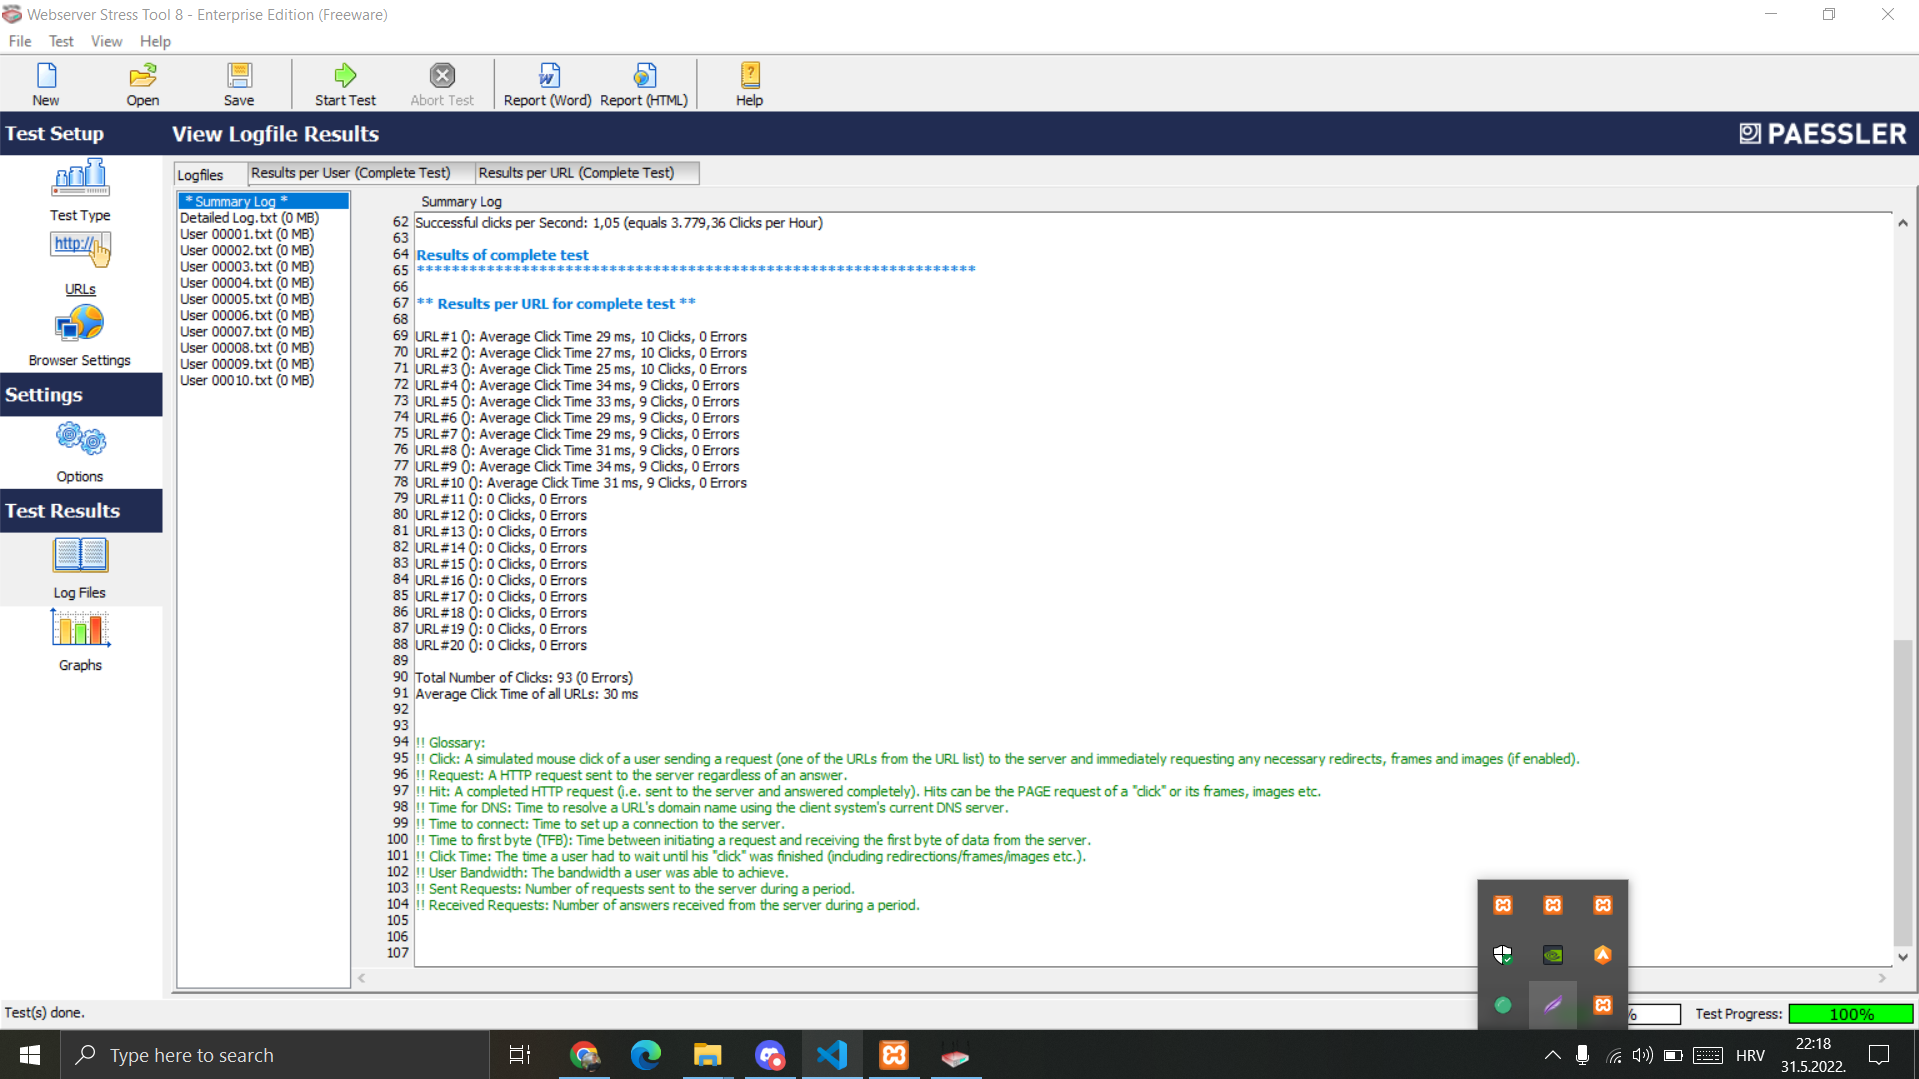 Webserver Stress Tool 8 - Enterprise Edition (Freeware)
File Test View Help
New Open Save Start Test Abort Test Report (Word) Report (HTML) Help
Test Setup
View Logfile Results
PAESSLER
Test Type
http://
URLs
Browser Settings
Settings
Options
Test Results
Log Files
Graphs
Logfiles Results per User (Complete Test) Results per URL (Complete Test)
* Summary Log *
Detailed Log.txt (0 MB)
User 00001.txt (0 MB)
User 00002.txt (0 MB)
User 00003.txt (0 MB)
User 00004.txt (0 MB)
User 00005.txt (0 MB)
User 00006.txt (0 MB)
User 00007.txt (0 MB)
User 00008.txt (0 MB)
User 00009.txt (0 MB)
User 00010.txt (0 MB)
Summary Log
62 Successful clicks per Second: 1,05 (equals 3.779,36 Clicks per Hour)
63
64 Results of complete test
65 ****************************************************************
66
67 ** Results per URL for complete test **
68
69 URL#1 (): Average Click Time 29 ms, 10 Clicks, 0 Errors
70 URL#2 (): Average Click Time 27 ms, 10 Clicks, 0 Errors
71 URL#3 (): Average Click Time 25 ms, 10 Clicks, 0 Errors
72 URL#4 (): Average Click Time 34 ms, 9 Clicks, 0 Errors
73 URL#5 (): Average Click Time 33 ms, 9 Clicks, 0 Errors
74 URL#6 (): Average Click Time 29 ms, 9 Clicks, 0 Errors
75 URL#7 (): Average Click Time 29 ms, 9 Clicks, 0 Errors
76 URL#8 (): Average Click Time 31 ms, 9 Clicks, 0 Errors
77 URL#9 (): Average Click Time 34 ms, 9 Clicks, 0 Errors
78 URL#10 (): Average Click Time 31 ms, 9 Clicks, 0 Errors
79 URL#11 (): 0 Clicks, 0 Errors
80 URL#12 (): 0 Clicks, 0 Errors
81 URL#13 (): 0 Clicks, 0 Errors
82 URL#14 (): 0 Clicks, 0 Errors
83 URL#15 (): 0 Clicks, 0 Errors
84 URL#16 (): 0 Clicks, 0 Errors
85 URL#17 (): 0 Clicks, 0 Errors
86 URL#18 (): 0 Clicks, 0 Errors
87 URL#19 (): 0 Clicks, 0 Errors
88 URL#20 (): 0 Clicks, 0 Errors
89
90 Total Number of Clicks: 93 (0 Errors)
91 Average Click Time of all URLs: 30 ms
92
93
94 !! Glossary:
95 !! Click: A simulated mouse click of a user sending a request (one of the URLs from the URL list) to the server and immediately requesting any necessary redirects, frames and images (if enabled).
96 !! Request: A HTTP request sent to the server regardless of an answer.
97 !! Hit: A completed HTTP request (i.e. sent to the server and answered completely). Hits can be the PAGE request of a "click" or its frames, images etc.
98 !! Time for DNS: Time to resolve a URL's domain name using the client system's current DNS server.
99 !! Time to connect: Time to set up a connection to the server.
100 !! Time to first byte (TFB): Time between initiating a request and receiving the first byte of data from the server.
101 !! Click Time: The time a user had to wait until his "click" was finished (including redirections/frames/images etc.).
102 !! User Bandwidth: The bandwidth a user was able to achieve.
103 !! Sent Requests: Number of requests sent to the server during a period.
104 !! Received Requests: Number of answers received from the server during a period.
105
106
107
Test(s) done.
% Test Progress: 100%
Type here to search
HRV
22:18
31.5.2022.